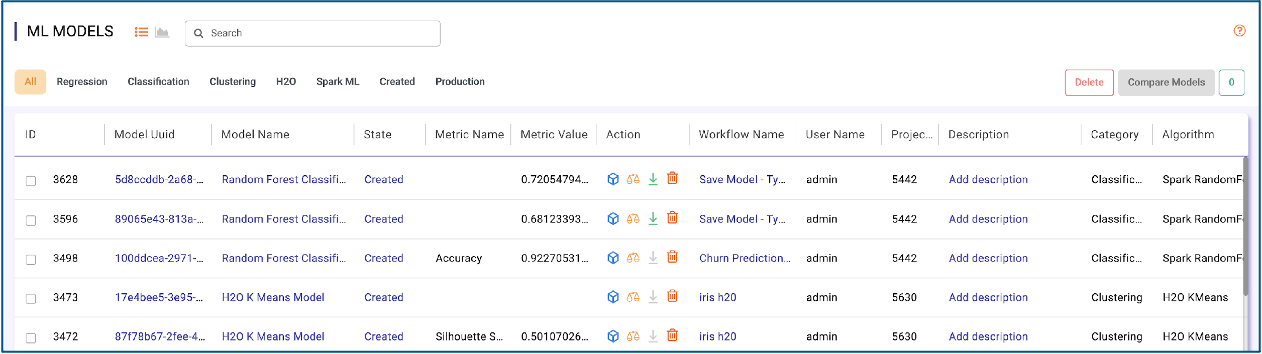 ML MODELS Search
All Regression Classification Clustering H2O Spark ML Created Production Delete Compare Models 0
ID Model Uuid Model Name State Metric Name Metric Value Action Workflow Name User Name Projec... Description Category Algorithm
3628 5d8ccddb-2a68-... Random Forest Classifi... Created 0.72054794... Save Model - Ty... admin 5442 Add description Classific... Spark RandomFo
3596 89065e43-813a-... Random Forest Classifi... Created 0.68123393... Save Model - Ty... admin 5442 Add description Classific... Spark RandomFo
3498 100ddcea-2971-... Random Forest Classifi... Created Accuracy 0.92270531... Churn Prediction... admin 5442 Add description Classific... Spark RandomFo
3473 17e4bee5-3e95-... H2O K Means Model Created iris h20 admin 5630 Add description Clustering H2O KMeans
3472 87f78b67-2fee-4... H2O K Means Model Created Silhouette S... 0.50107026... iris h20 admin 5630 Add description Clustering H2O KMeans